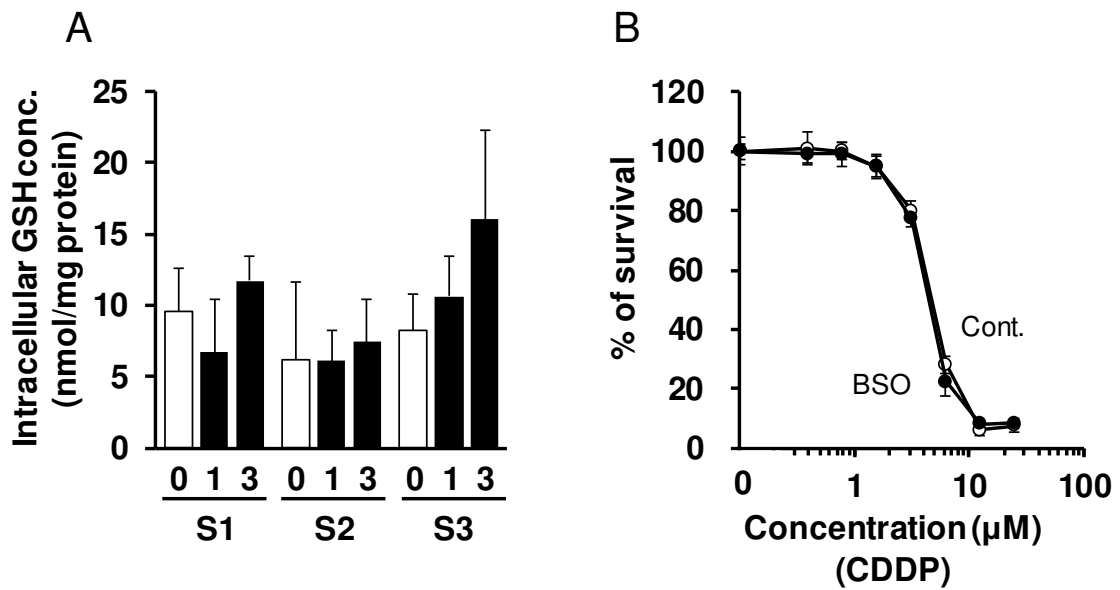 A
Intracellular GSHconc.
(nmol/mg protein)
25
20
15
10
5
0
0 1 3 0 1 3 0 1 3
S1 S2 S3
B
% of survival
120
100
80
60
40
20
0
Cont.
BSO
0 1 10 100
Concentration (µM)
(CDDP)